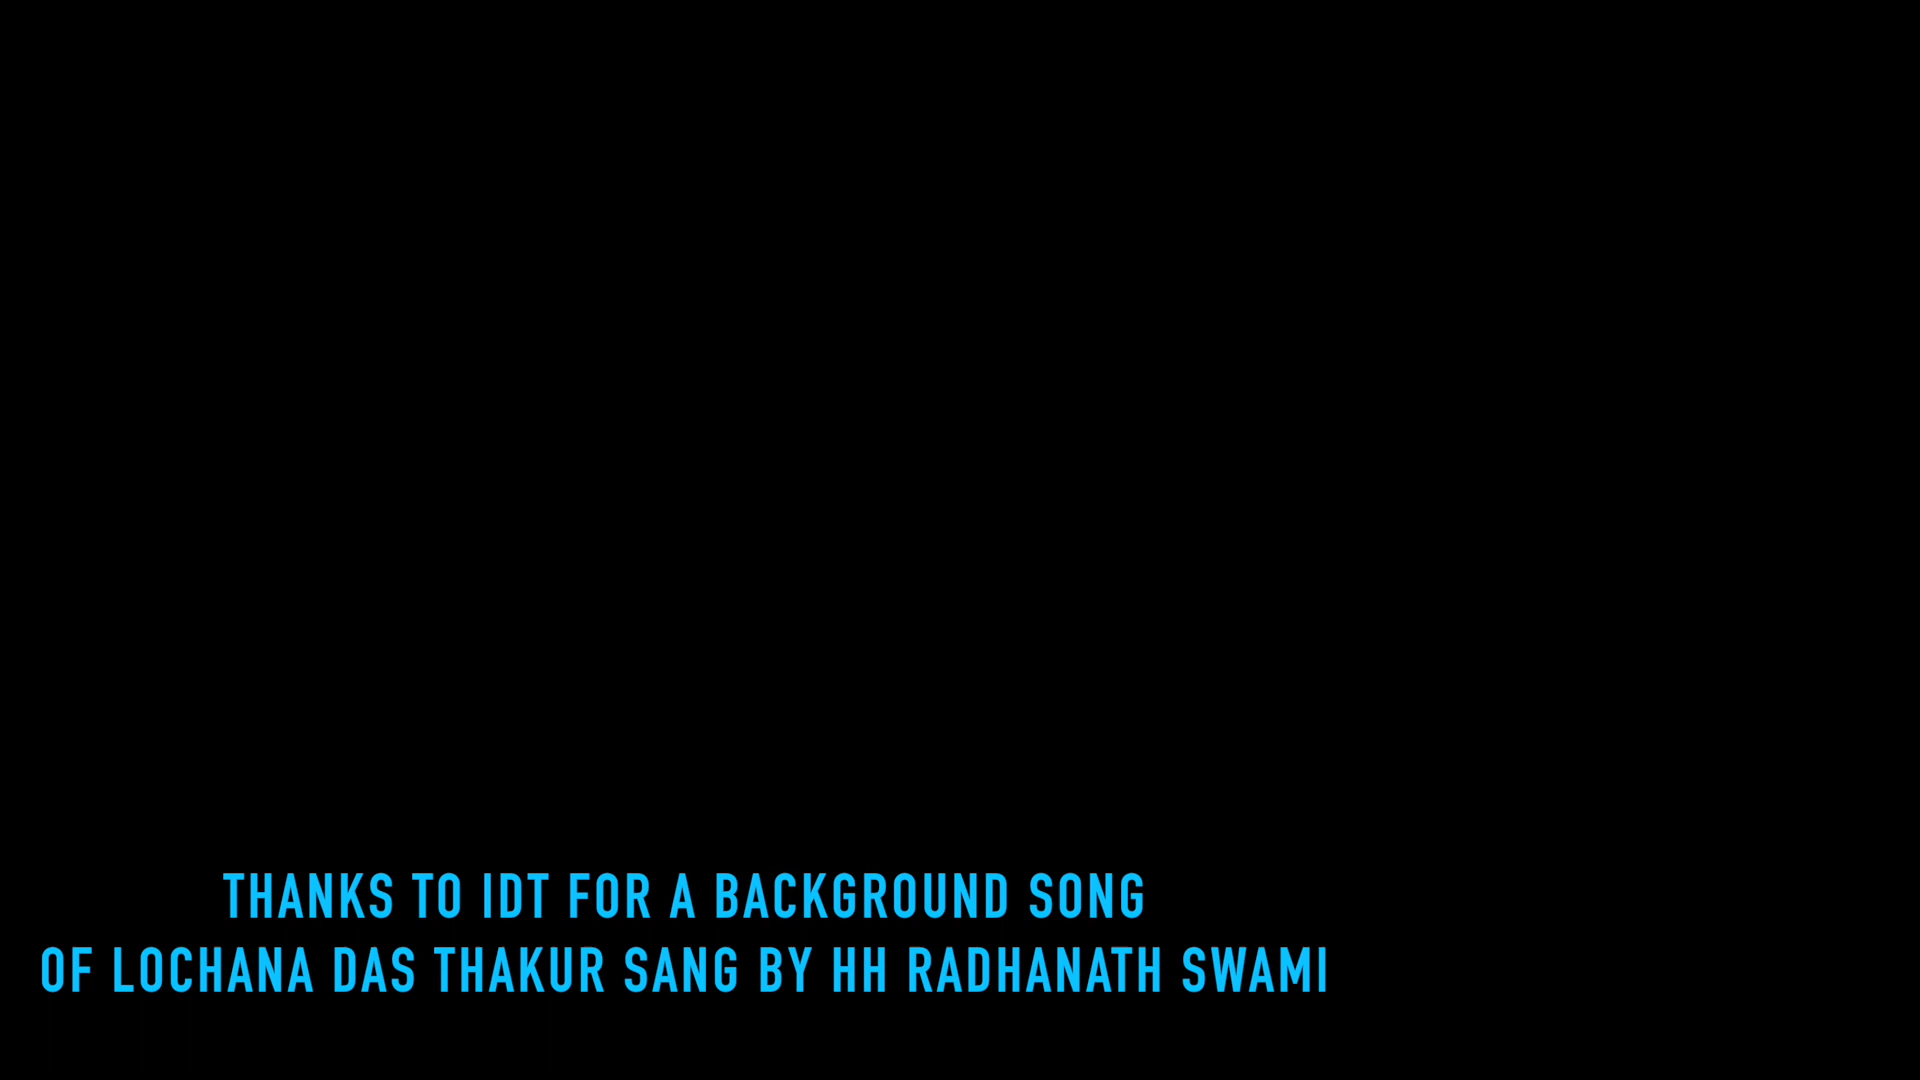 THANKS TO IDT FOR A BACKGROUND SONG
OF LOCHANA DAS THAKUR SANG BY HH RADHANATH SWAMI